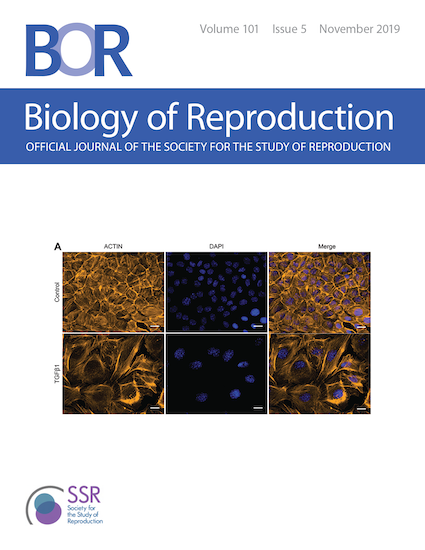 BOR
Volume 101 Issue 5 November 2019
Biology of Reproduction
OFFICIAL JOURNAL OF THE SOCIETY FOR THE STUDY OF REPRODUCTION
A
ACTIN DAPI Merge
Control
TGFβ1
SSR
Society for
the Study of
Reproduction